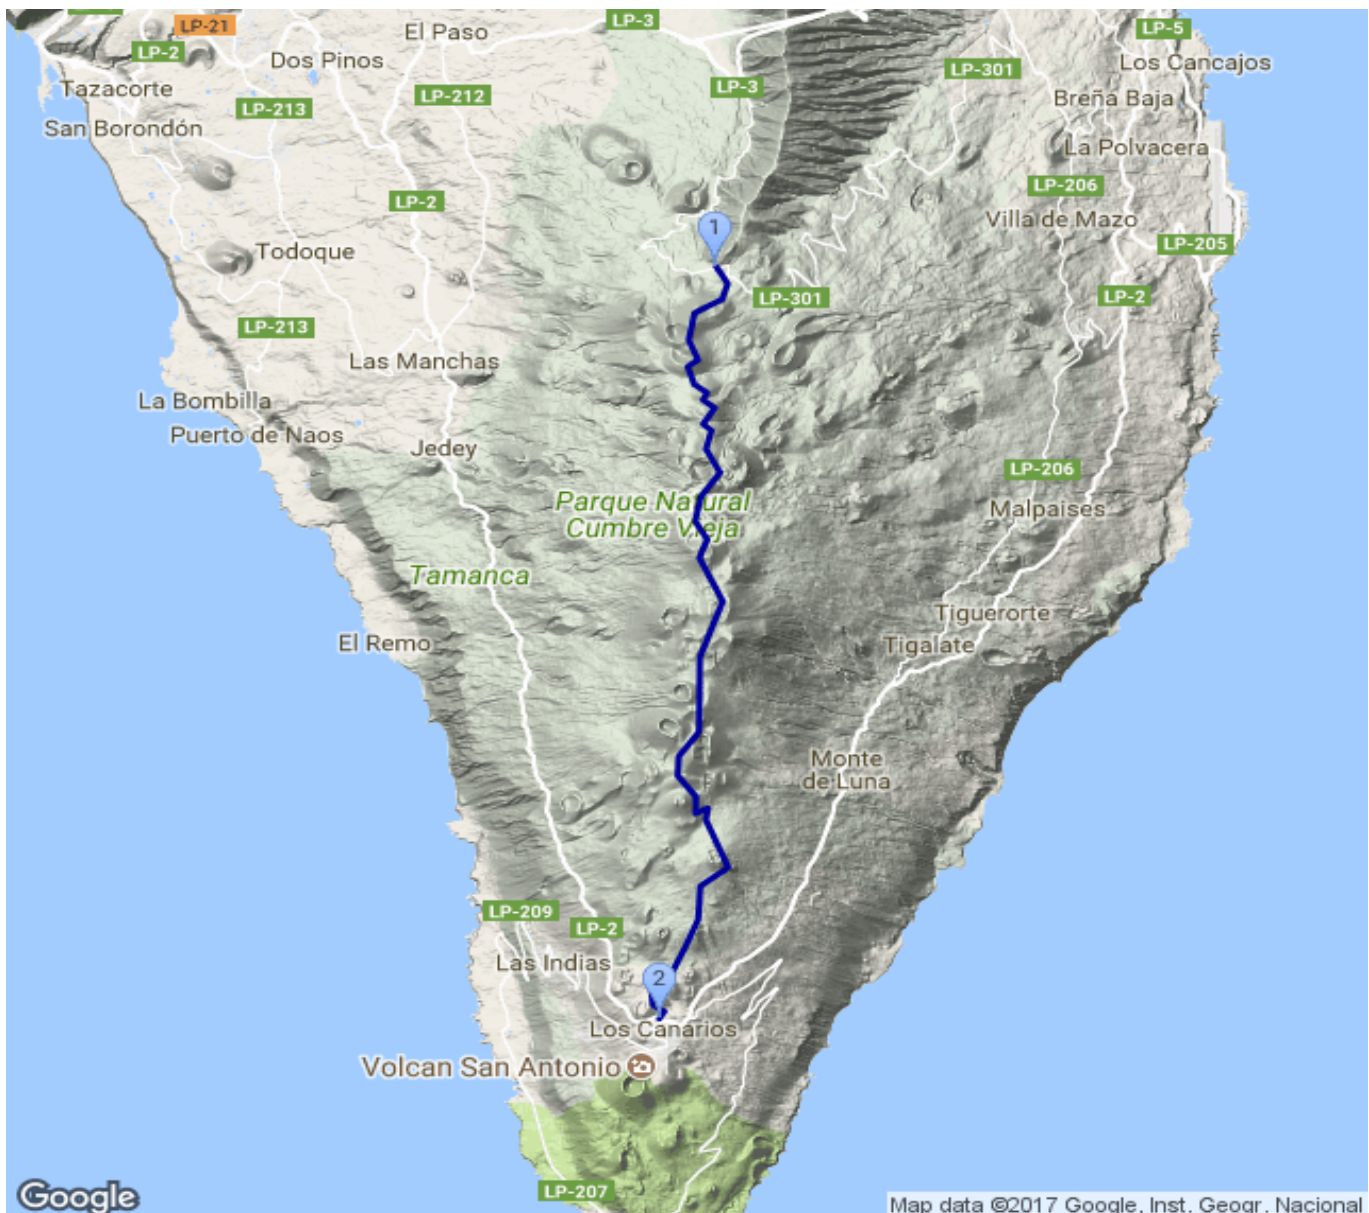 LP-21
El Paso
LP-3
LP-5
LP-2
Dos Pinos
LP-301
Los Cancajos
Tazacorte
LP-213
LP-212
LP-3
Breña Baja
San Borondón
La Polvacera
LP-206
LP-2
Villa de Mazo
1
LP-205
Todoque
LP-301
LP-2
LP-213
Las Manchas
La Bombilla
Puerto de Naos
Jedey
LP-206
Parque Natural
Cumbre Vieja
Malpaises
Tamanca
Tiguerorte
El Remo
Tigalate
Monte
de Luna
LP-209
LP-2
Las Indias
2
Los Canarios
Volcan San Antonio
LP-207
Google
Map data ©2017 Google, Inst. Geogr. Nacional